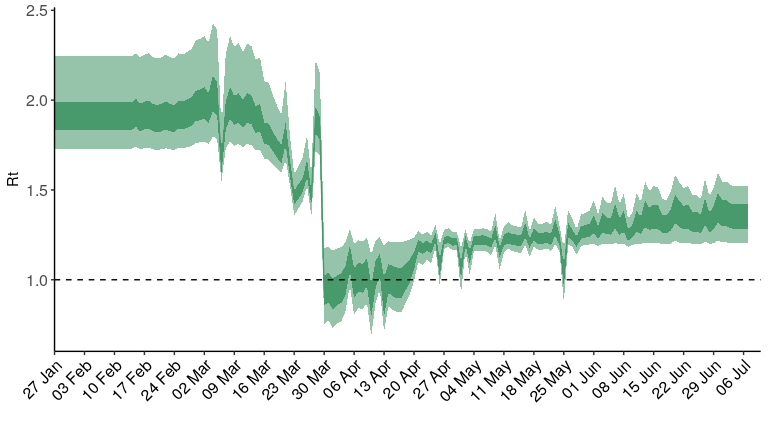 2.5
2.0
1.5
1.0
Rt
27 Jan
03 Feb
10 Feb
17 Feb
24 Feb
02 Mar
09 Mar
16 Mar
23 Mar
30 Mar
06 Apr
13 Apr
20 Apr
27 Apr
04 May
11 May
18 May
25 May
01 Jun
08 Jun
15 Jun
22 Jun
29 Jun
06 Jul